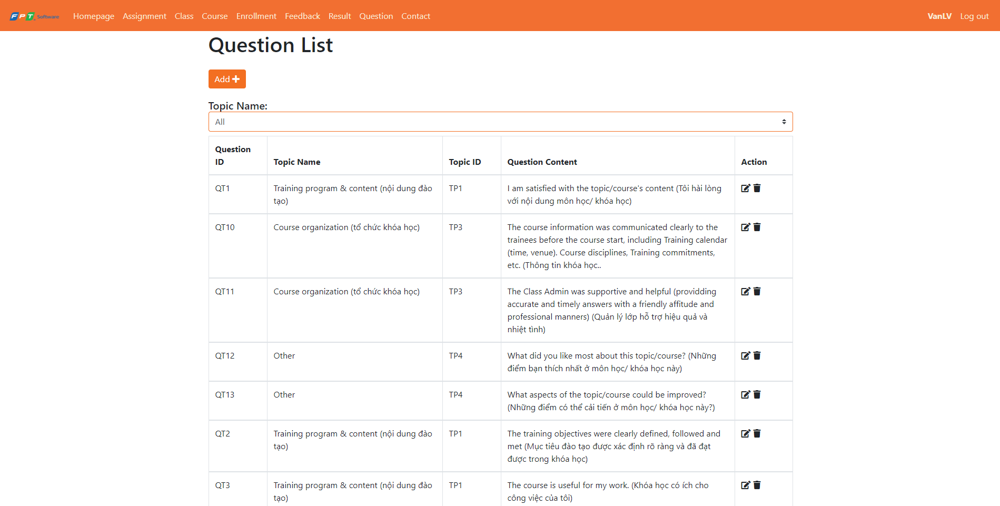 FPT Software Homepage Assignment Class Course Enrollment Feedback Result Question Contact VanLV Log out
Question List
Add
Topic Name:
All
Question
ID Topic Name Topic ID Question Content Action
QT1 Training program & content (nội dung đào TP1 I am satisfied with the topic/course's content (Tôi hài lòng
tạo) với nội dung môn học/ khóa học)
QT10 Course organization (tổ chức khóa học) TP3 The course information was communicated clearly to the
trainees before the course start, including Training calendar
(time, venue). Course disciplines, Training commitments,
etc. (Thông tin khóa học..
QT11 Course organization (tổ chức khóa học) TP3 The Class Admin was supportive and helpful (providding
accurate and timely answers with a friendly affitude and
professional manners) (Quản lý lớp hỗ trợ hiệu quả và
nhiệt tình)
QT12 Other TP4 What did you like most about this topic/course? (Những
điểm bạn thích nhất ở môn học/ khóa học này)
QT13 Other TP4 What aspects of the topic/course could be improved?
(Những điểm có thể cải tiến ở môn học/ khóa học này?)
QT2 Training program & content (nội dung đào TP1 The training objectives were clearly defined, followed and
tạo) met (Mục tiêu đào tạo được xác định rõ ràng và đã đạt
được trong khóa học)
QT3 Training program & content (nội dung đào TP1 The course is useful for my work. (Khóa học có ích cho
tạo) công việc của tôi)